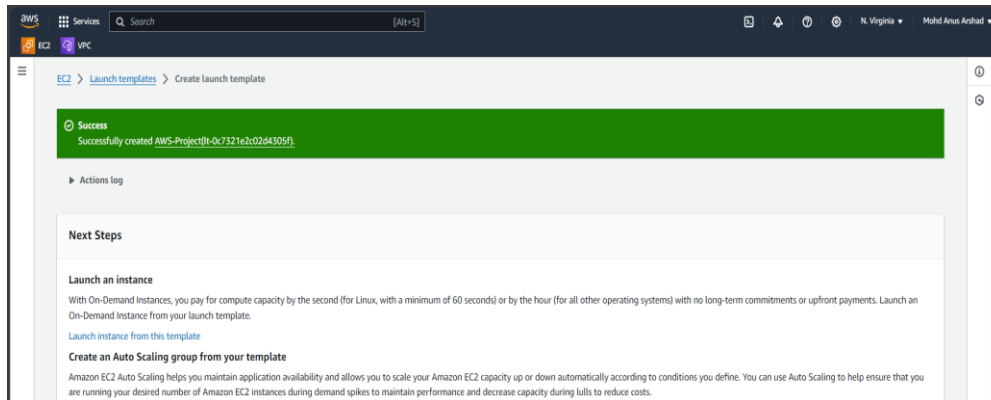 aws
Services
Search
[Alt+S]
N. Virginia
Mohd Anus Arshad
EC2
VPC
EC2 > Launch templates > Create launch template
Success
Successfully created AWS-Project(lt-0c7321e2c02d4305f).
Actions log
Next Steps
Launch an instance
With On-Demand Instances, you pay for compute capacity by the second (for Linux, with a minimum of 60 seconds) or by the hour (for all other operating systems) with no long-term commitments or upfront payments. Launch an
On-Demand Instance from your launch template.
Launch instance from this template
Create an Auto Scaling group from your template
Amazon EC2 Auto Scaling helps you maintain application availability and allows you to scale your Amazon EC2 capacity up or down automatically according to conditions you define. You can use Auto Scaling to help ensure that you
are running your desired number of Amazon EC2 instances during demand spikes to maintain performance and decrease capacity during lulls to reduce costs.